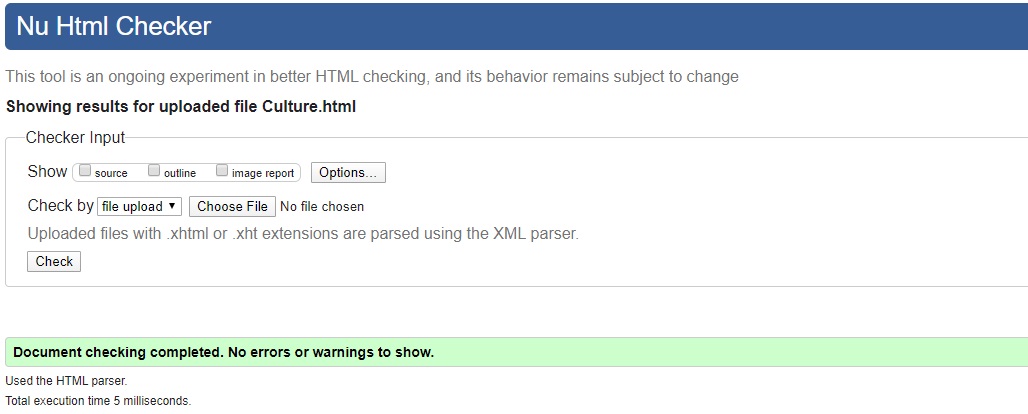 Nu Html Checker
This tool is an ongoing experiment in better HTML checking, and its behavior remains subject to change
Showing results for uploaded file Culture.html
Checker Input
Show source outline image report Options...
Check by file upload Choose File No file chosen
Uploaded files with .xhtml or .xht extensions are parsed using the XML parser.
Check
Document checking completed. No errors or warnings to show.
Used the HTML parser.
Total execution time 5 milliseconds.